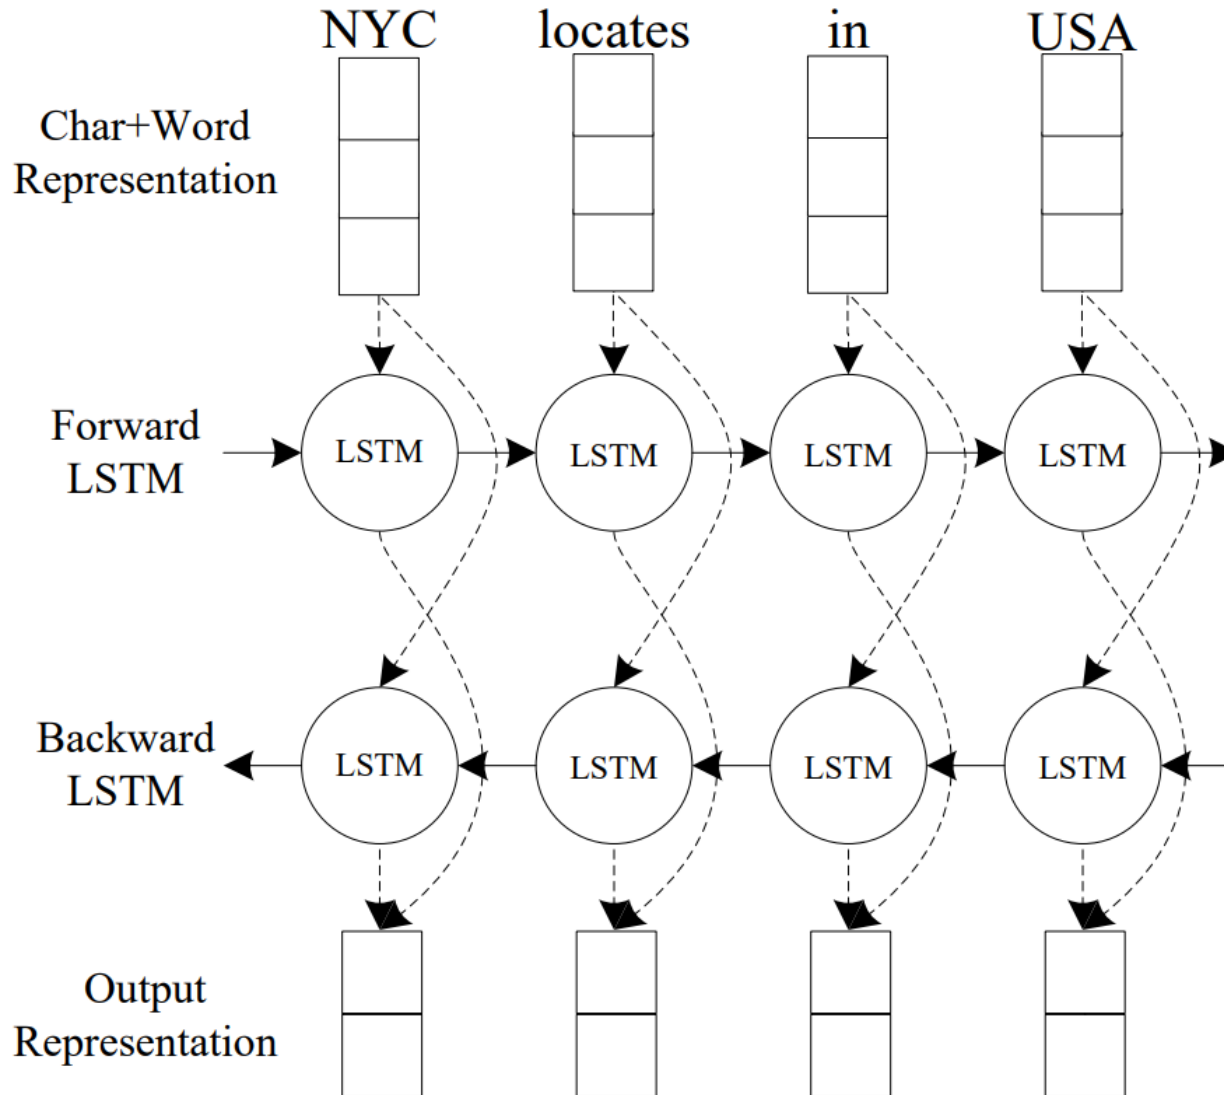 NYC locates in USA
Char+Word
Representation
Forward
LSTM
LSTM LSTM LSTM LSTM
Backward
LSTM
LSTM LSTM LSTM LSTM
Output
Representation